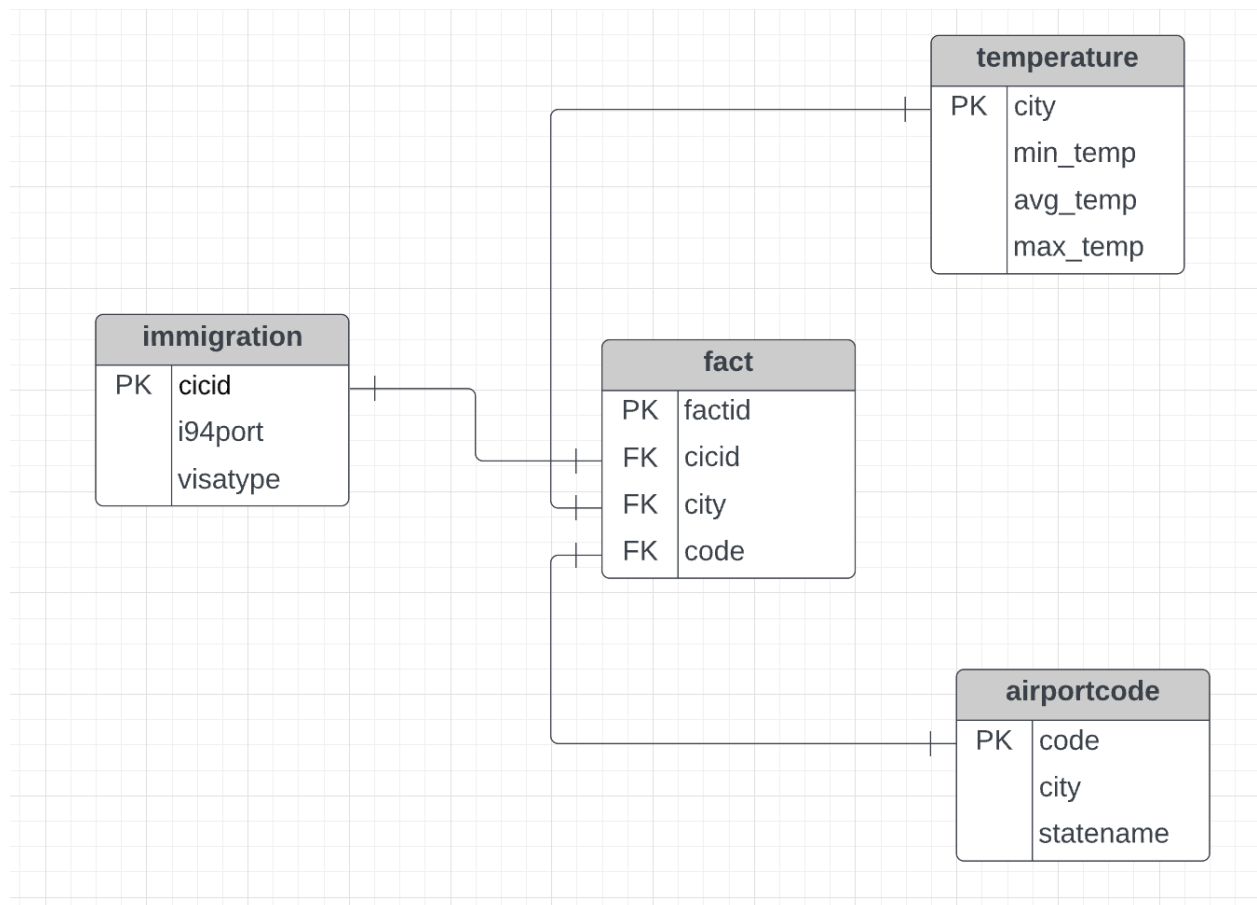 temperature
PK city
min_temp
avg_temp
max_temp
immigration
PK cicid
i94port
visatype
fact
PK factid
FK cicid
FK city
FK code
airportcode
PK code
city
statename